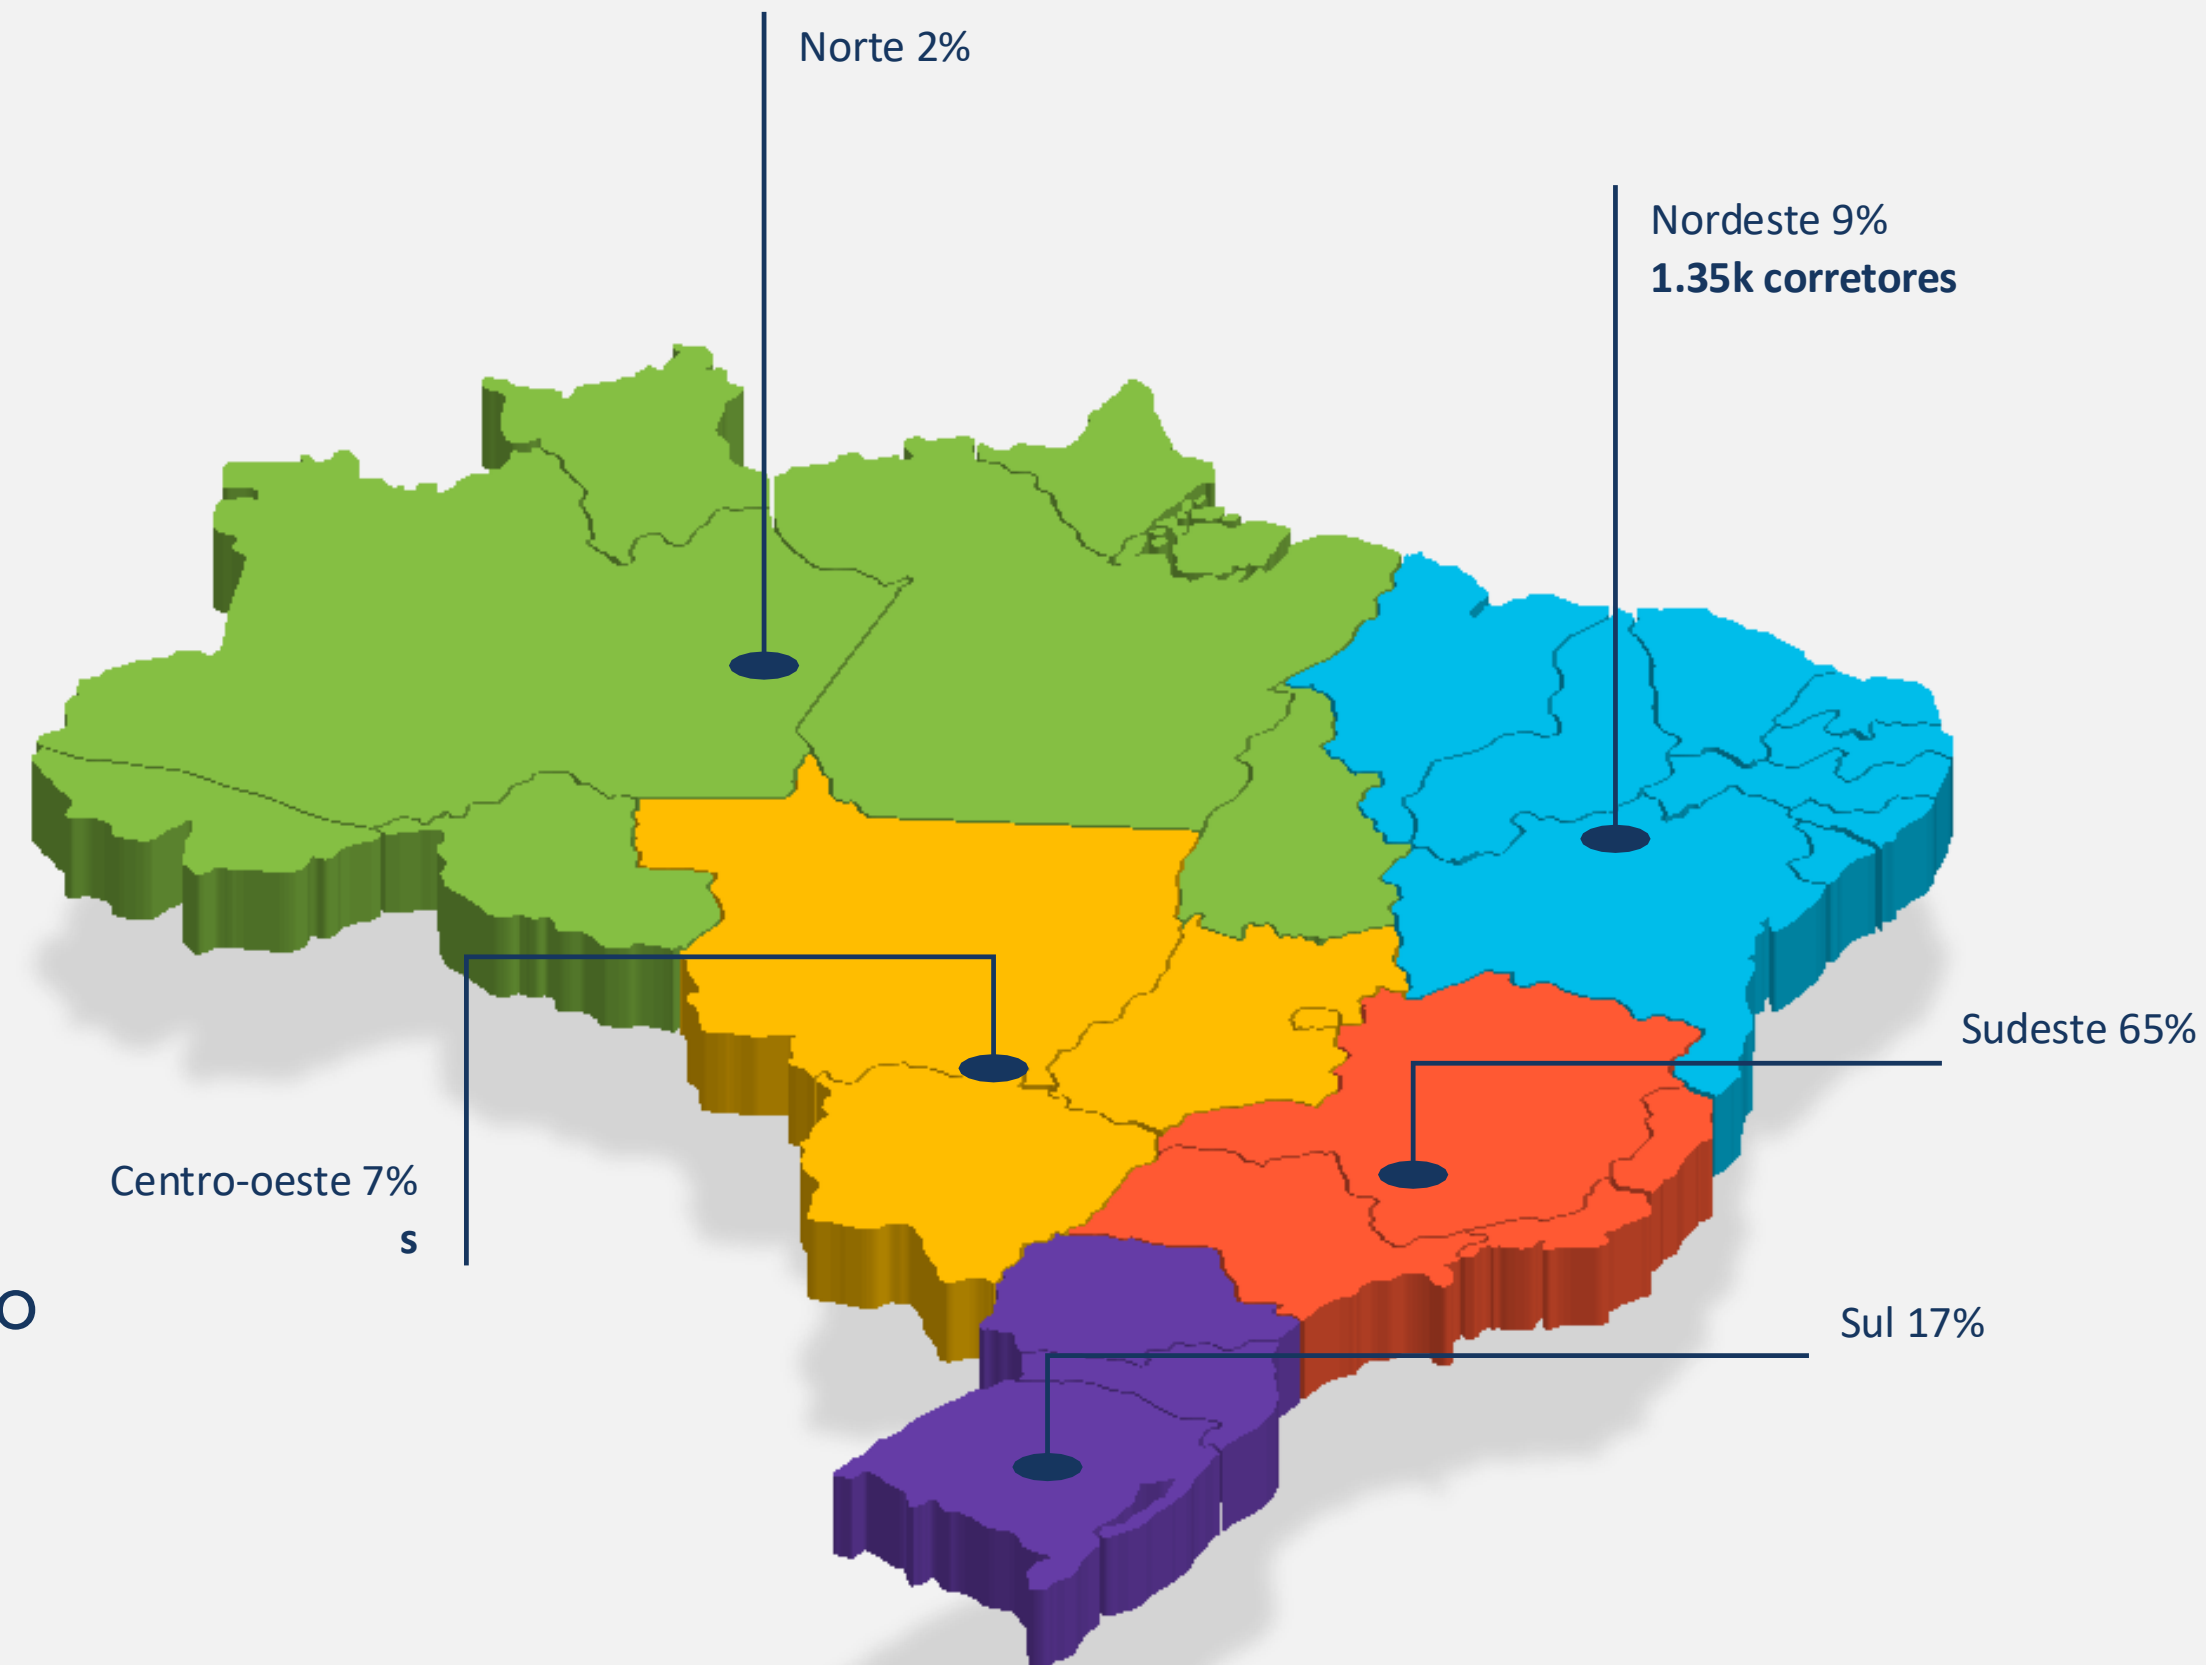 Norte 2%
Nordeste 9%
1.35k corretores
Sudeste 65%
Centro-oeste 7%
s
o
Sul 17%